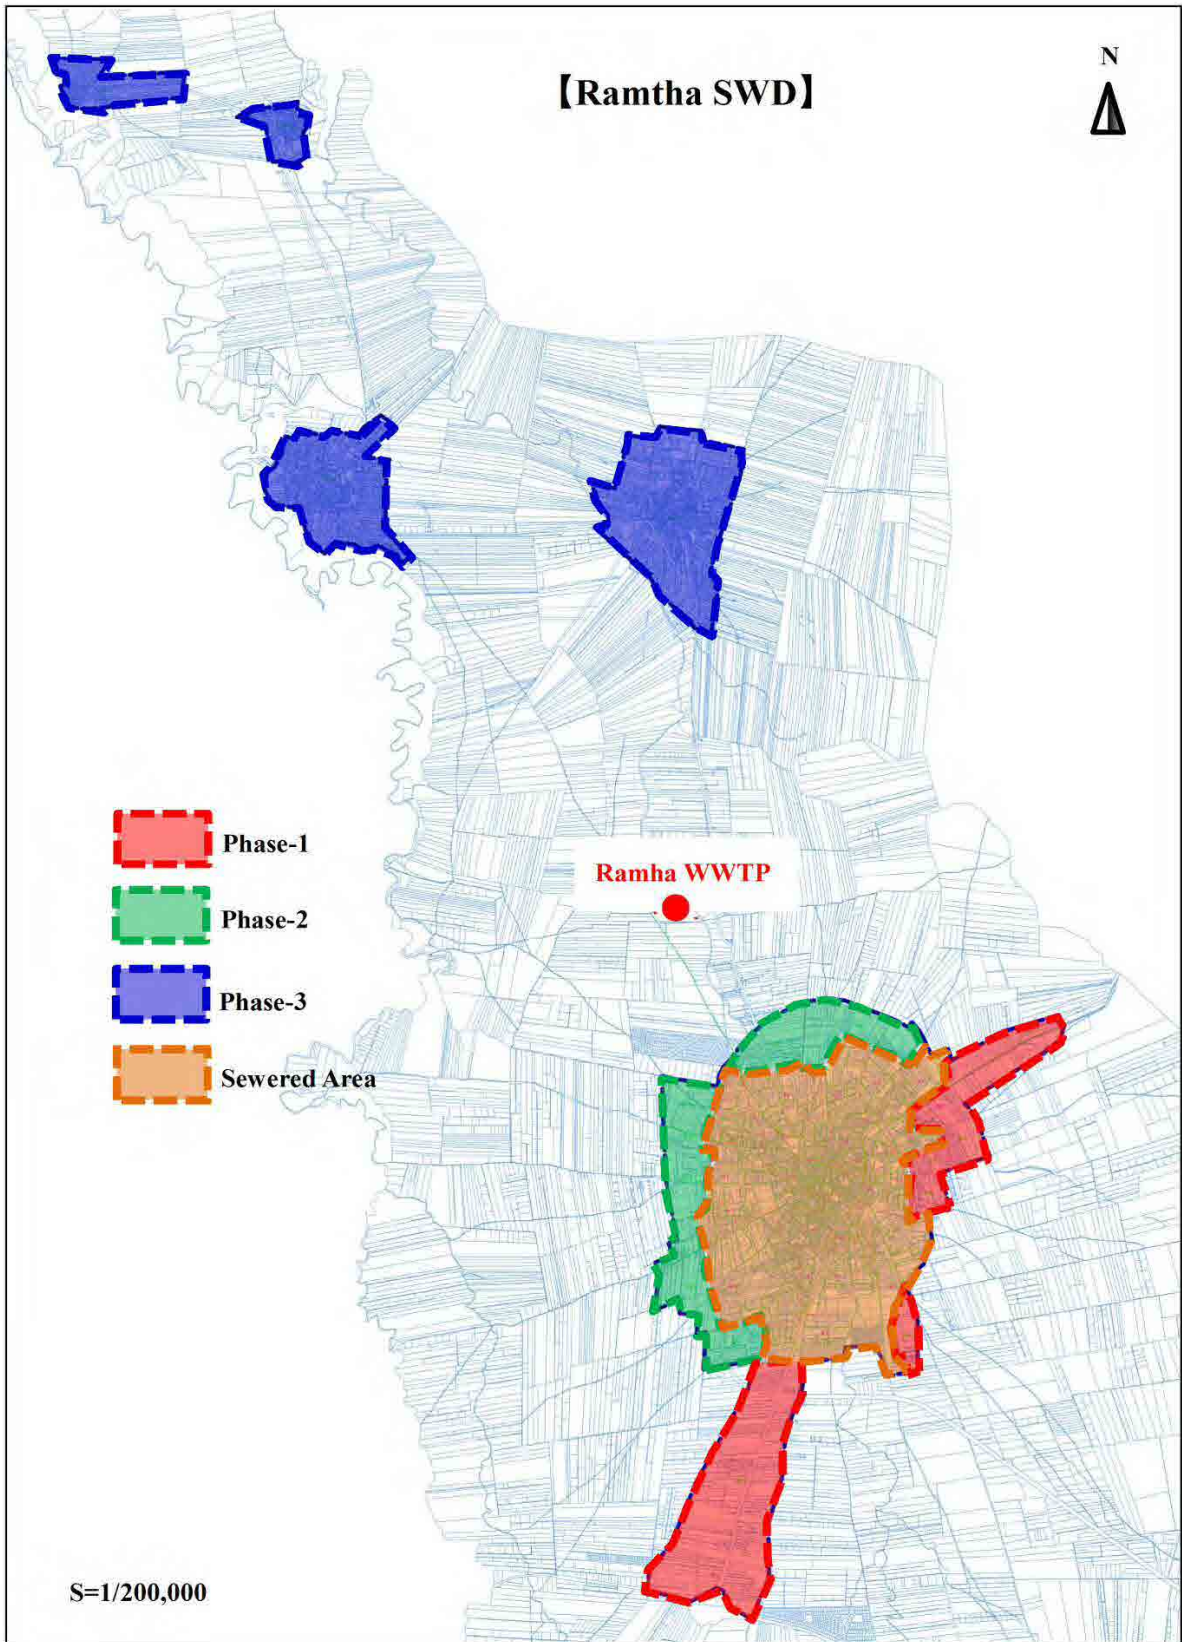 【Ramtha SWD】
N
Ramha WWTP
Phase-1
Phase-2
Phase-3
Sewered Area
S=1/200,000